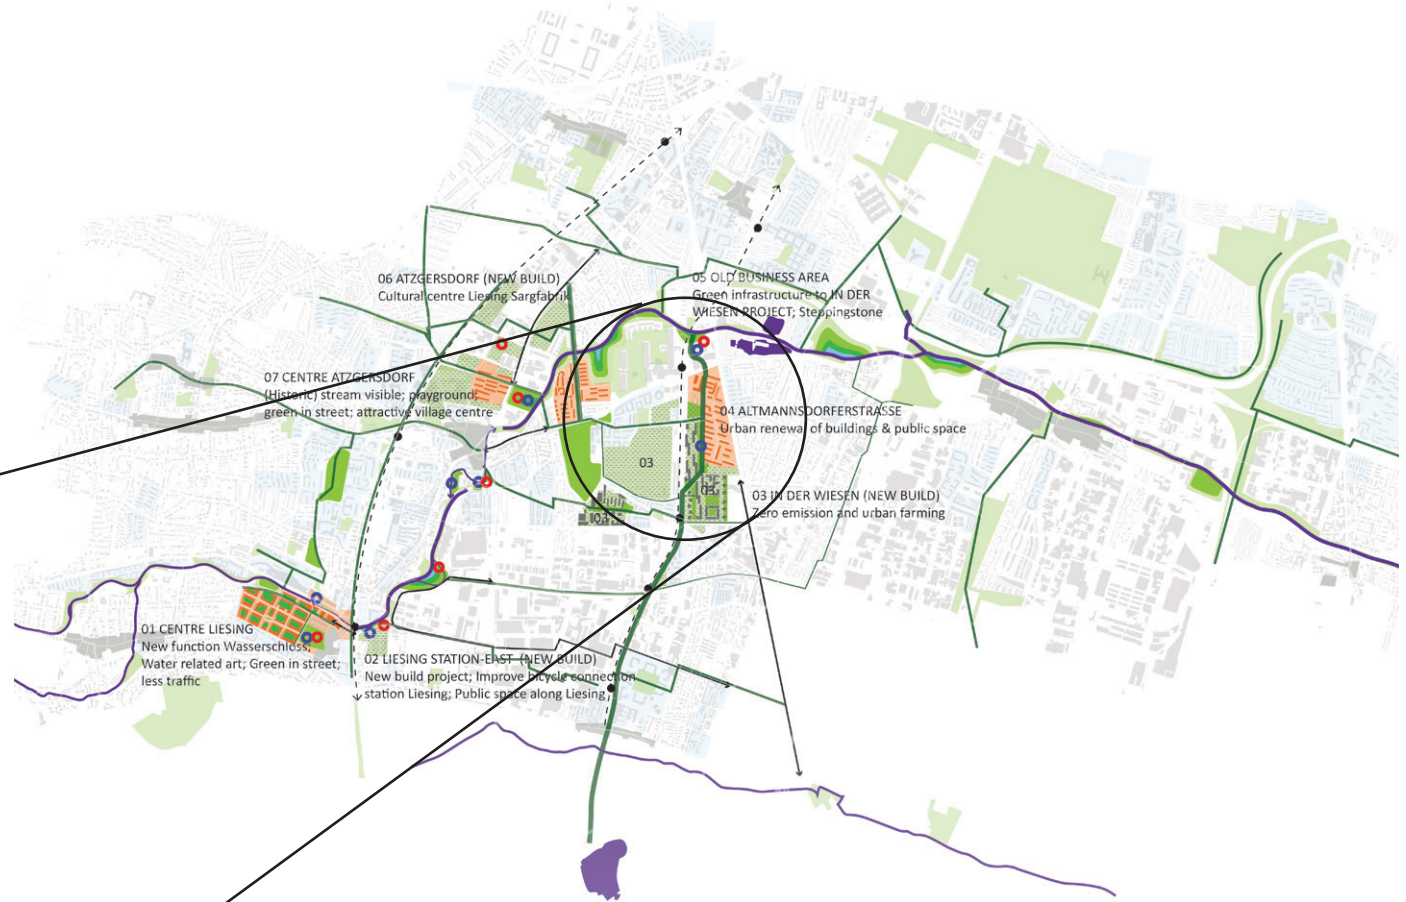 06 ATZGERSDORF (NEW BUILD)
Cultural centre Liesing Sargfabrik
05 OLD BUSINESS AREA
Green infrastructure to IN DER
WIESEN PROJECT; Steppingstone
07 CENTRE ATZGERSDORF
(Historic) stream visible; playground;
green in street; attractive village centre
04 ALTMANNSDORFERSTRASSE
Urban renewal of buildings & public space
03
03
03
03 IN DER WIESEN (NEW BUILD)
Zero emission and urban farming
01 CENTRE LIESING
New function Wasserschloss;
Water related art; Green in street;
less traffic
02 LIESING STATION-EAST (NEW BUILD)
New build project; Improve bicycle connection
station Liesing; Public space along Liesing